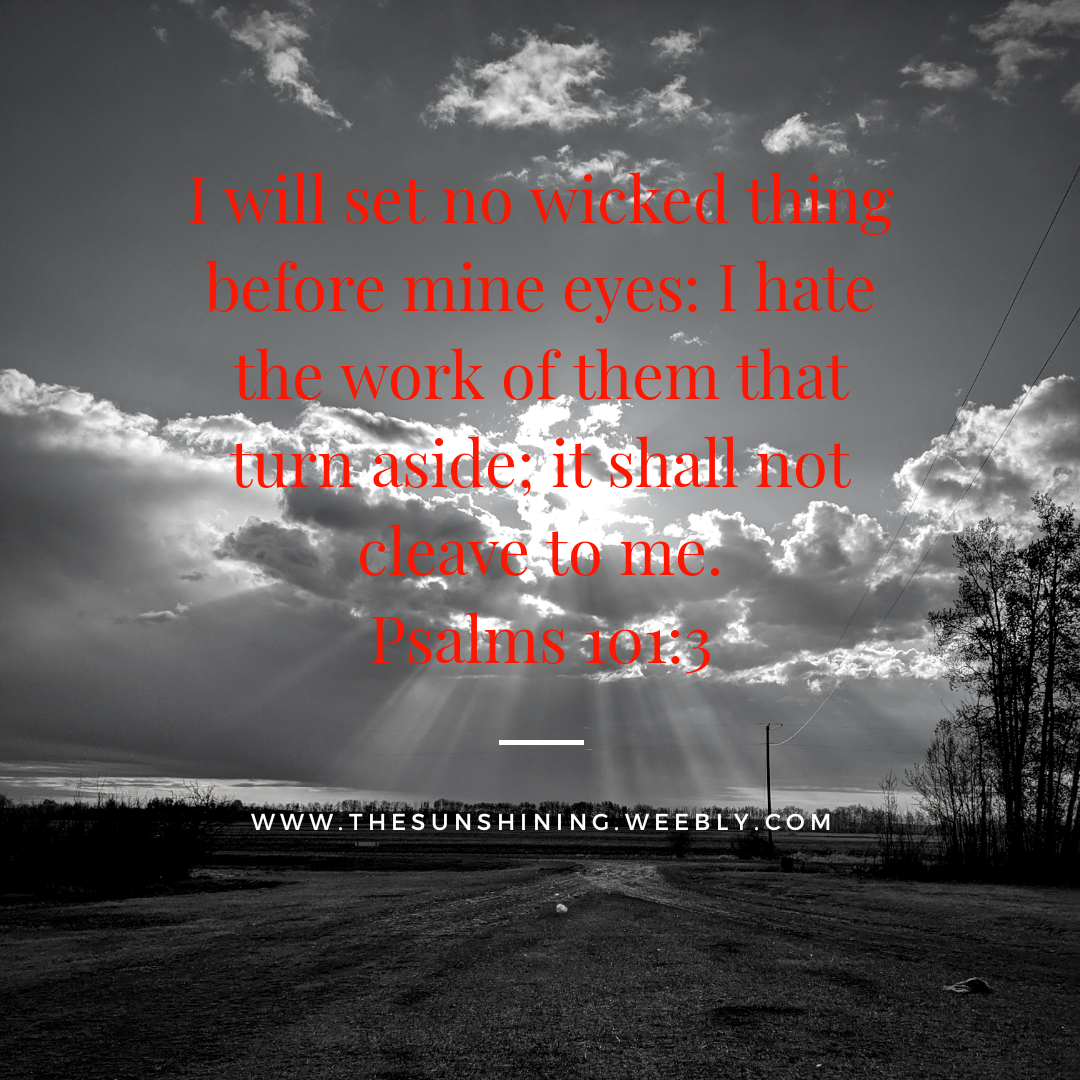 I will set no wicked thing
before mine eyes: I hate
the work of them that
turn aside; it shall not
cleave to me.
Psalms 101:3
WWW.THESUNSHINING.WEEBLY.COM